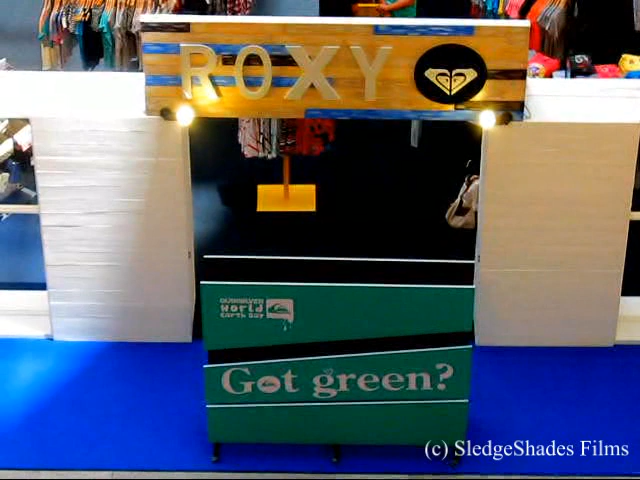 ROXY
QUIKSILVER
World
Earth Day
Got green?
(c) SledgeShades Films